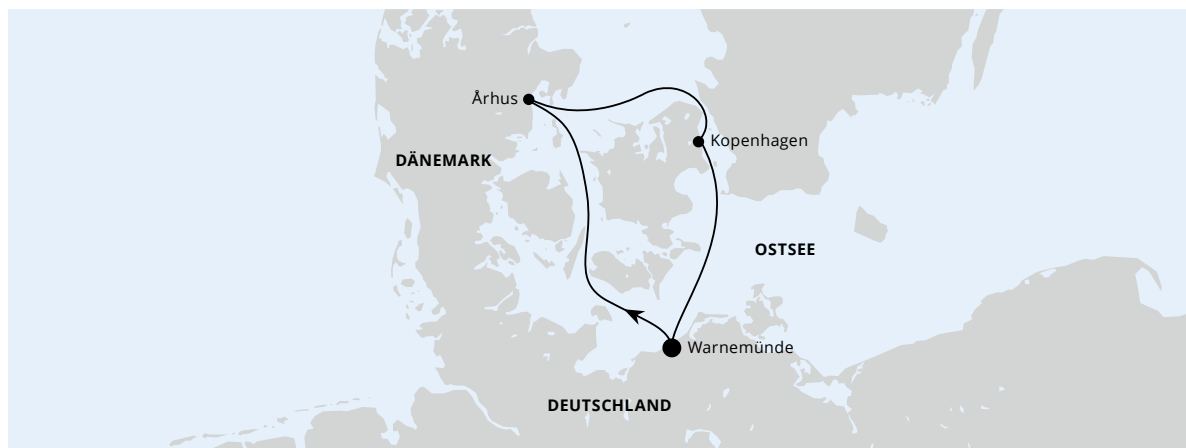 Århus
Kopenhagen
DÄNEMARK
OSTSEE
Warnemünde
DEUTSCHLAND